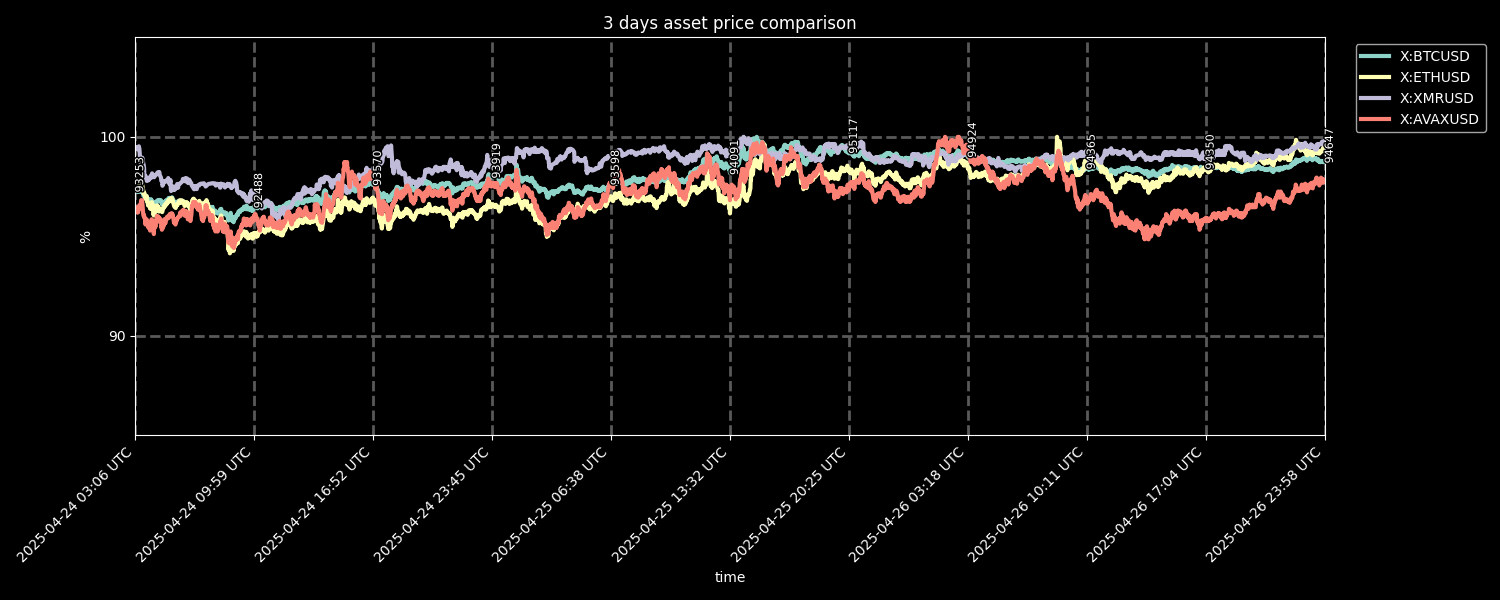 3 days asset price comparison
X:BTCUSD
X:ETHUSD
X:XMRUSD
X:AVAXUSD
100
90
%
93253
92488
93570
93919
93598
94091
95117
94924
94365
94350
94647
2025-04-24 03:06 UTC
2025-04-24 09:59 UTC
2025-04-24 16:52 UTC
2025-04-24 23:45 UTC
2025-04-25 06:38 UTC
2025-04-25 13:32 UTC
2025-04-25 20:25 UTC
2025-04-26 03:18 UTC
2025-04-26 10:11 UTC
2025-04-26 17:04 UTC
2025-04-26 23:58 UTC
time